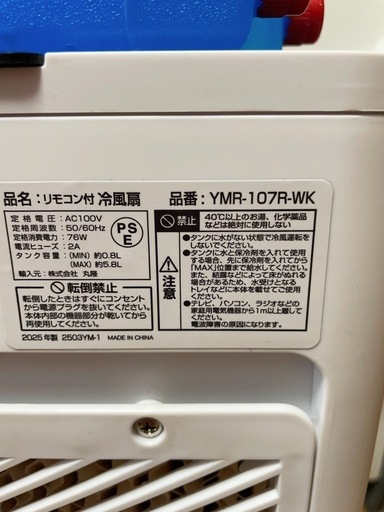 品名：リモコン付 冷風扇
品番：YMR-107R-WK
定格電圧：AC100V
定格周波数：50/60Hz
定格消費電力：76W
電流ヒューズ：2A
タンク容量：(MIN) 約0.8L
(MAX) 約5.8L
輸入元：株式会社 丸隆
PS
E
転倒禁止
転倒したときはすぐにコンセント
から電源プラグを抜いてください。
本体内部の機器部分が乾いてから
再使用してください。
2025年製 2503YM-1 MADE IN CHINA
禁止
40℃以上のお湯、化学薬品
などは絶対に使用しない
注意
●タンクに水がない状態で冷風運転を
しないでください。
●タンクに水と保冷剤を入れて使用
する場合、先に保冷剤を入れてから
「MAX」位置まで給水してください。
●また、結露などによって床がぬれる
場合があるため、水受けとなる
トレイなどに本体を載せてご使用
ください。
●テレビ、パソコン、ラジオなどの
家庭用電気機器から1m以上離して
ください。
電波障害の原因になります。